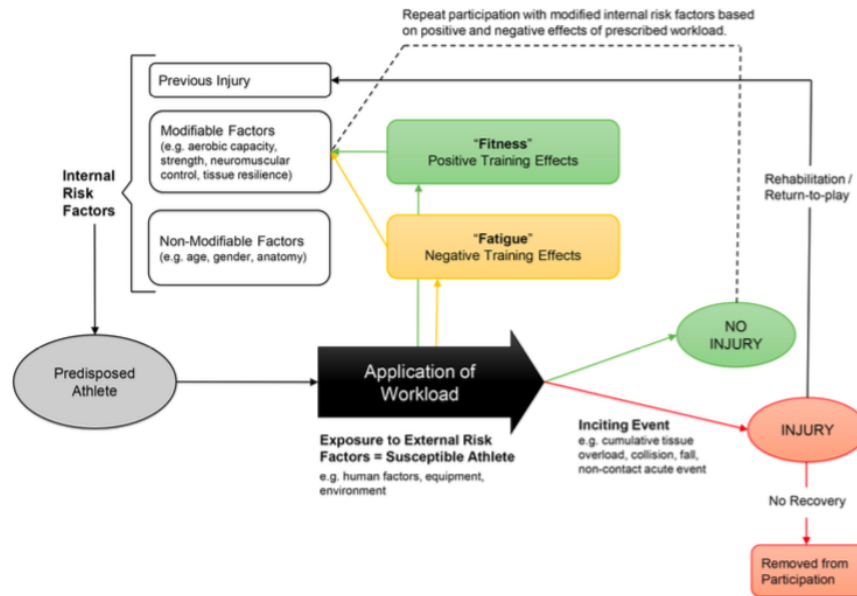 Repeat participation with modified internal risk factors based
on positive and negative effects of prescribed workload.
Previous Injury
Modifiable Factors
(e.g. aerobic capacity,
strength, neuromuscular
control, tissue resilience)
"Fitness"
Positive Training Effects
Internal
Risk
Factors
Rehabilitation /
Return-to-play
Non-Modifiable Factors
(e.g. age, gender, anatomy)
"Fatigue"
Negative Training Effects
NO
INJURY
Predisposed
Athlete
Application of
Workload
INJURY
Inciting Event
e.g. cumulative tissue
overload, collision, fall,
non-contact acute event
Exposure to External Risk
Factors = Susceptible Athlete
e.g. human factors, equipment,
environment
No Recovery
Removed from
Participation